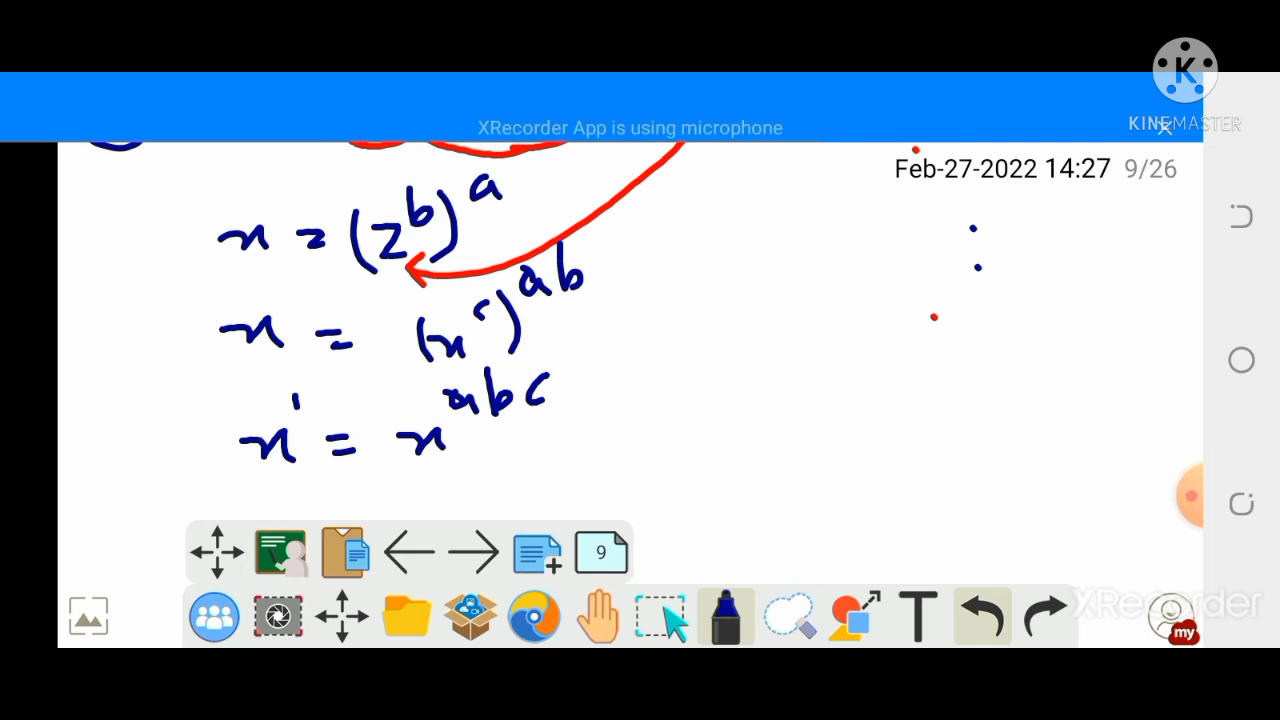 K
KINEMASTER
XRecorder App is using microphone
Feb-27-2022 14:27 9/26
x = (z^b)^a
x = (x^c)^ab
x^1 = x^abc
9
T
XRecorder
my